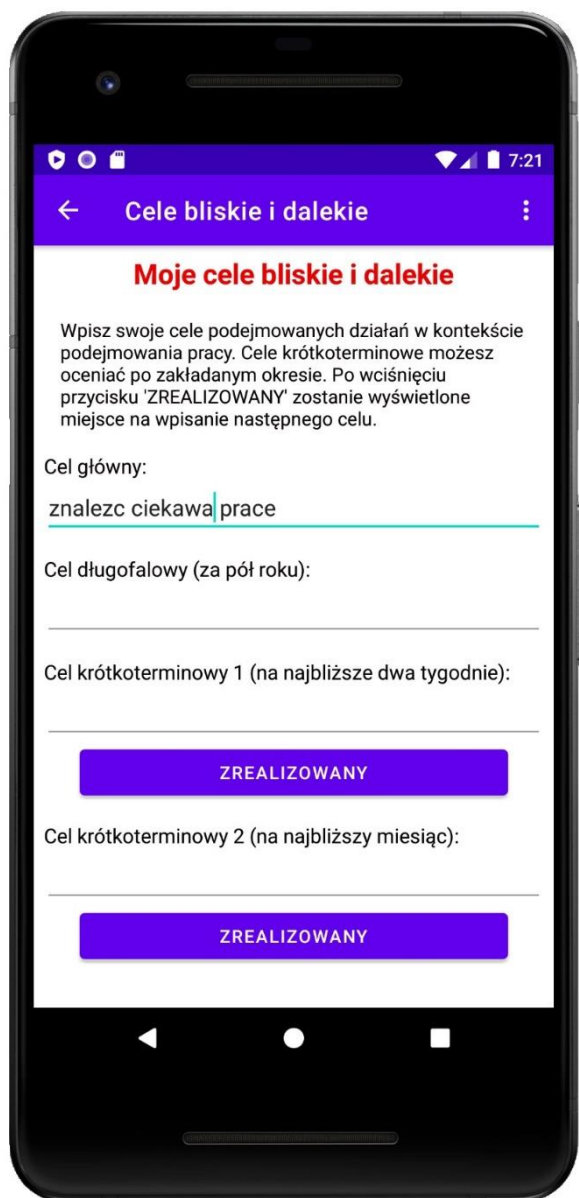 7:21
Cele bliskie i dalekie
Moje cele bliskie i dalekie
Wpisz swoje cele podejmowanych działań w kontekście
podejmowania pracy. Cele krótkoterminowe możesz
oceniać po zakładanym okresie. Po wciśnięciu
przycisku 'ZREALIZOWANY' zostanie wyświetlone
miejsce na wpisanie następnego celu.
Cel główny:
znalezc ciekawa prace
Cel długofalowy (za pół roku):
Cel krótkoterminowy 1 (na najbliższe dwa tygodnie):
ZREALIZOWANY
Cel krótkoterminowy 2 (na najbliższy miesiąc):
ZREALIZOWANY